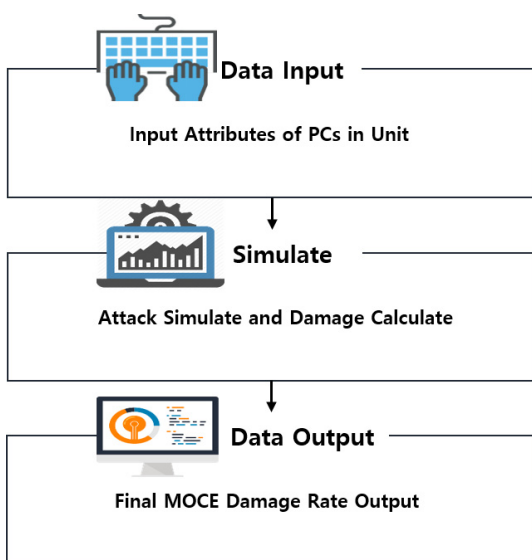 Data Input
Input Attributes of PCs in Unit
Simulate
Attack Simulate and Damage Calculate
Data Output
Final MOCE Damage Rate Output